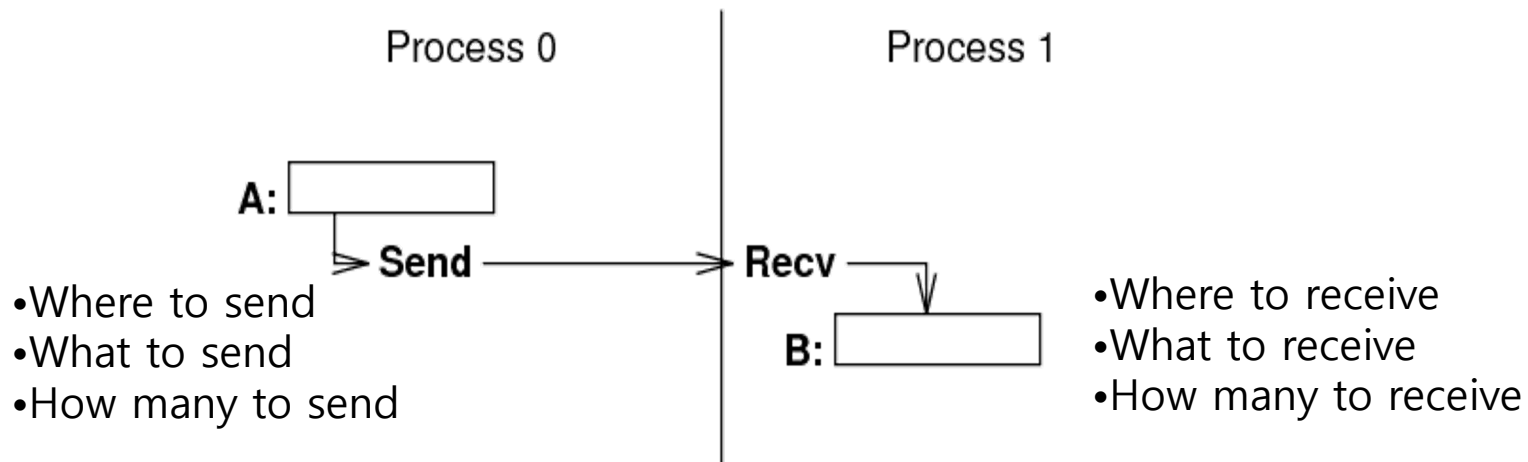 Process 0
Process 1
A:
Send
Recv
B:
•Where to send
•What to send
•How many to send
•Where to receive
•What to receive
•How many to receive